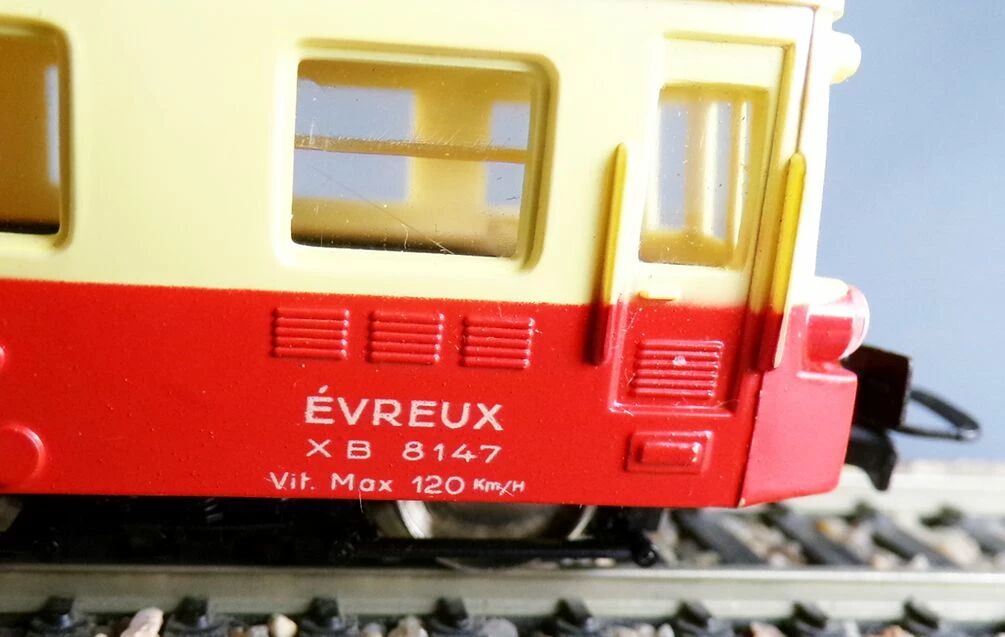 ÉVREUX
XB 8147
Vit. Max 120 Km/H